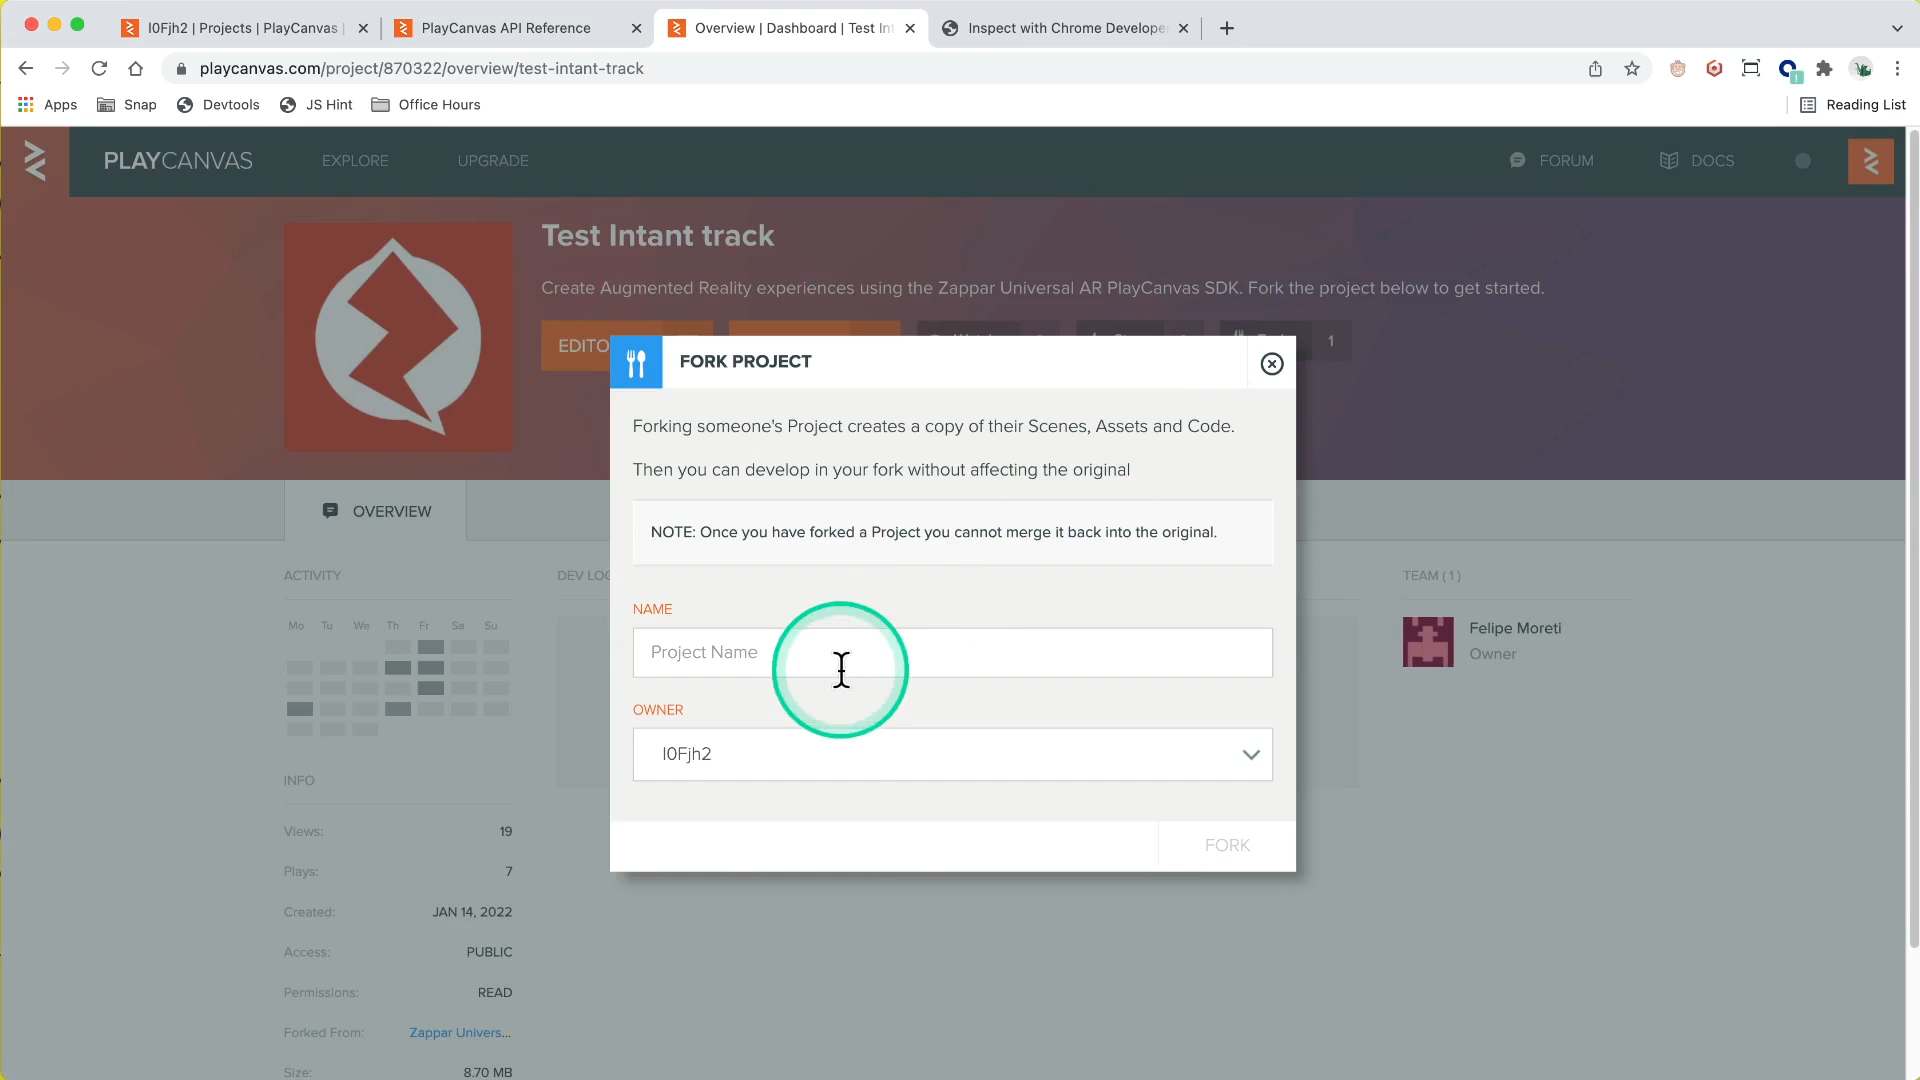 I0Fjh2 | Projects | PlayCanvas |
PlayCanvas API Reference
Overview | Dashboard | Test Int
Inspect with Chrome Develope
playcanvas.com/project/870322/overview/test-intant-track
Apps
Snap
Devtools
JS Hint
Office Hours
Reading List
PLAYCANVAS
EXPLORE
UPGRADE
FORUM
DOCS
Test Intant track
Create Augmented Reality experiences using the Zappar Universal AR PlayCanvas SDK. Fork the project below to get started.
EDITO
1
FORK PROJECT
Forking someone's Project creates a copy of their Scenes, Assets and Code.
Then you can develop in your fork without affecting the original
NOTE: Once you have forked a Project you cannot merge it back into the original.
NAME
Project Name
OWNER
I0Fjh2
FORK
OVERVIEW
ACTIVITY
DEV LOG
TEAM ( 1 )
Mo Tu We Th Fr Sa Su
Felipe Moreti
Owner
INFO
Views: 19
Plays: 7
Created: JAN 14, 2022
Access: PUBLIC
Permissions: READ
Forked From: Zappar Univers...
Size: 8.70 MB